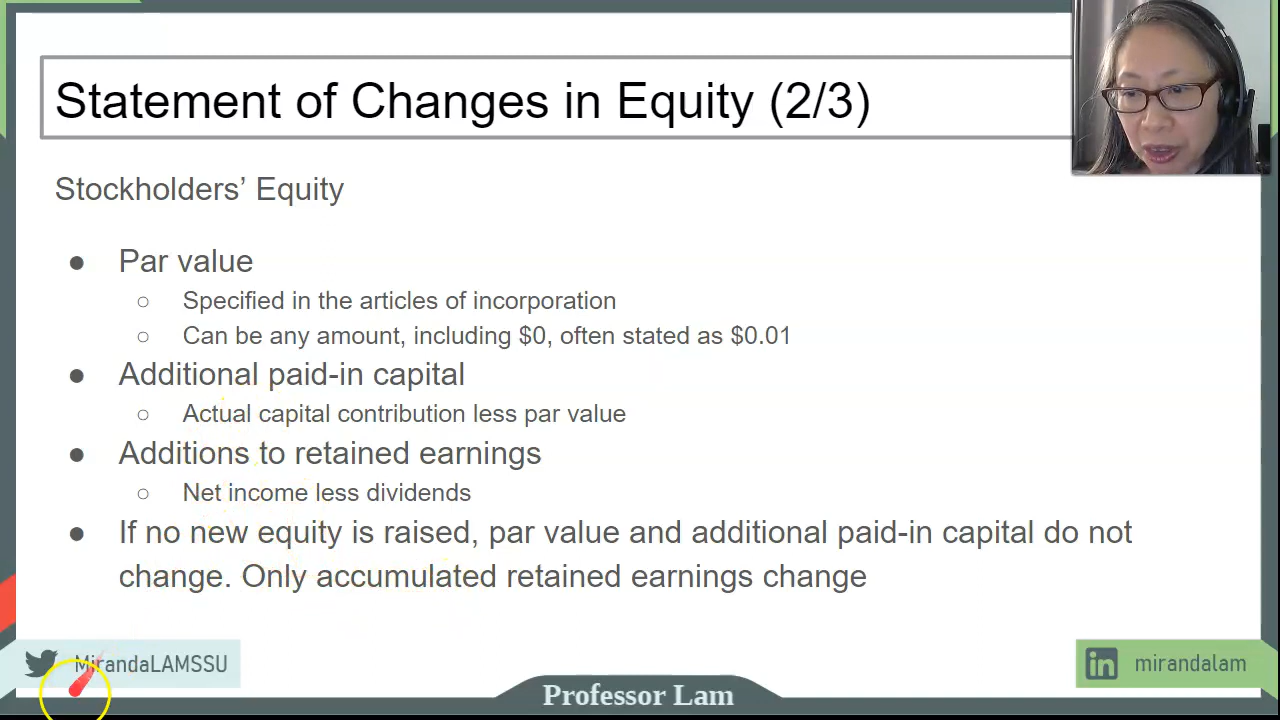 Statement of Changes in Equity (2/3)
Stockholders’ Equity
● Par value
○ Specified in the articles of incorporation
○ Can be any amount, including $0, often stated as $0.01
● Additional paid-in capital
○ Actual capital contribution less par value
● Additions to retained earnings
○ Net income less dividends
● If no new equity is raised, par value and additional paid-in capital do not
change. Only accumulated retained earnings change
MirandaLAMSSU
in mirandalam
Professor Lam